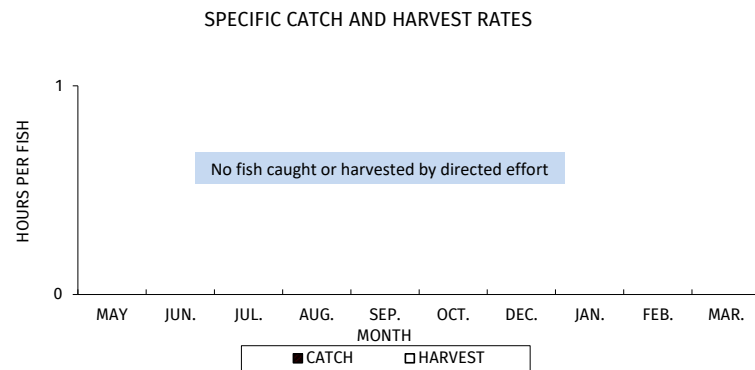 SPECIFIC CATCH AND HARVEST RATES
1
HOURS PER FISH
No fish caught or harvested by directed effort
0
MAY JUN. JUL. AUG. SEP. OCT. DEC. JAN. FEB. MAR.
MONTH
CATCH HARVEST